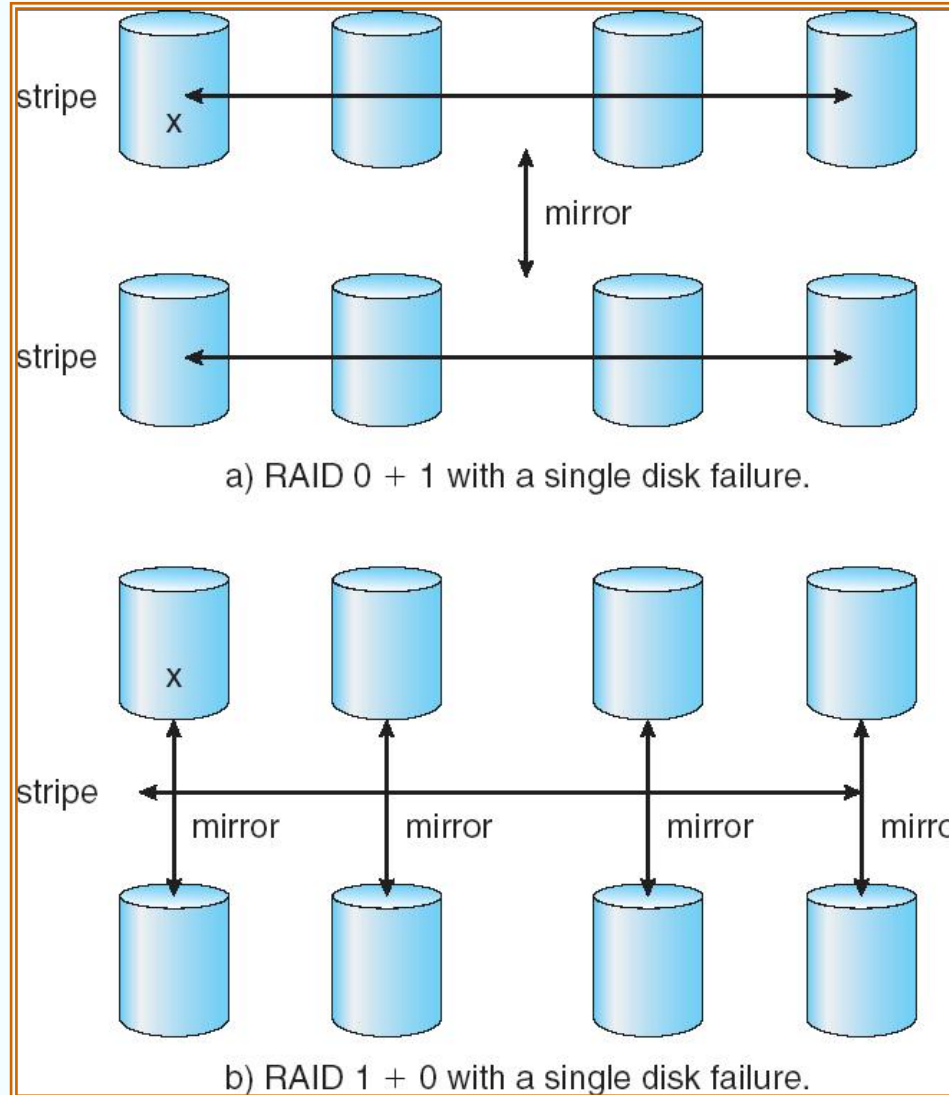 stripe
x
mirror
stripe
a) RAID 0 + 1 with a single disk failure.
x
stripe
mirror mirror mirror mirro
b) RAID 1 + 0 with a single disk failure.